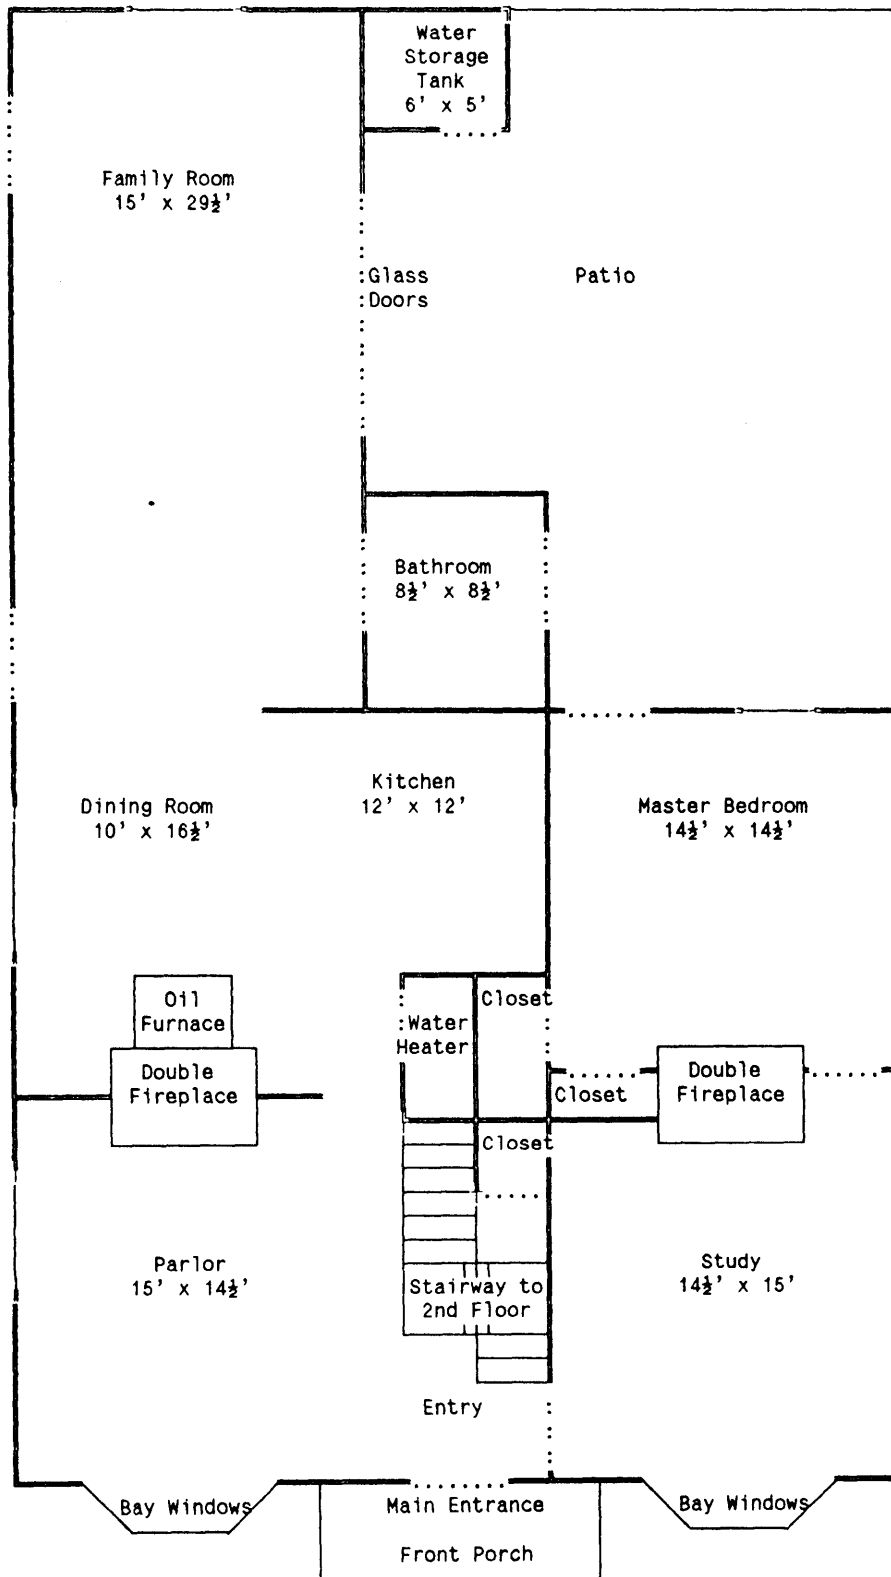 Water
Storage
Tank
6' x 5'
Family Room
15' x 29½'
Glass
Doors
Patio
Bathroom
8½' x 8½'
Kitchen
12' x 12'
Dining Room
10' x 16½'
Master Bedroom
14½' x 14½'
Oil
Furnace
Closet
Water
Heater
Double
Fireplace
Double
Fireplace
Closet
Closet
Parlor
15' x 14½'
Study
14½' x 15'
Stairway to
2nd Floor
Entry
Bay Windows
Main Entrance
Bay Windows
Front Porch